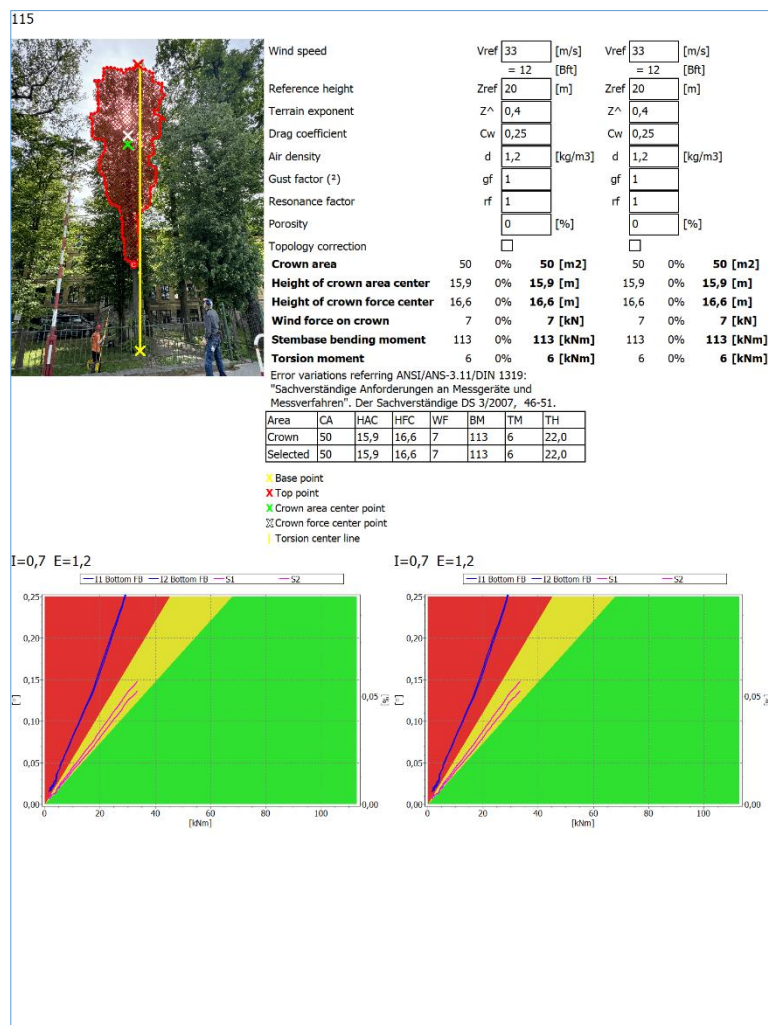 115
Wind speed Vref 33 [m/s] Vref 33 [m/s]
= 12 [Bft] = 12 [Bft]
Reference height Zref 20 [m] Zref 20 [m]
Terrain exponent Z^ 0,4 Z^ 0,4
Drag coefficient Cw 0,25 Cw 0,25
Air density d 1,2 [kg/m3] d 1,2 [kg/m3]
Gust factor (²) gf 1 gf 1
Resonance factor rf 1 rf 1
Porosity 0 [%] 0 [%]
Topology correction
Crown area 50 0% 50 [m2] 50 0% 50 [m2]
Height of crown area center 15,9 0% 15,9 [m] 15,9 0% 15,9 [m]
Height of crown force center 16,6 0% 16,6 [m] 16,6 0% 16,6 [m]
Wind force on crown 7 0% 7 [kN] 7 0% 7 [kN]
Stembase bending moment 113 0% 113 [kNm] 113 0% 113 [kNm]
Torsion moment 6 0% 6 [kNm] 6 0% 6 [kNm]
Error variations referring ANSI/ANS-3.11/DIN 1319:
"Sachverständige Anforderungen an Messgeräte und
Messverfahren". Der Sachverständige DS 3/2007, 46-51.
Area CA HAC HFC WF BM TM TH
Crown 50 15,9 16,6 7 113 6 22,0
Selected 50 15,9 16,6 7 113 6 22,0
X Base point
X Top point
X Crown area center point
X Crown force center point
| Torsion center line
I=0,7 E=1,2 I=0,7 E=1,2
I1 Bottom FB I2 Bottom FB S1 S2 I1 Bottom FB I2 Bottom FB S1 S2
0,25 0,25
0,20 0,20
0,15 0,15
[°] 0,05 [%] [°] 0,05
0,10 0,10
0,05 0,05
0,00 0,00 0,00 0,00
0 20 40 60 80 100 0 20 40 60 80 100
[kNm] [kNm]